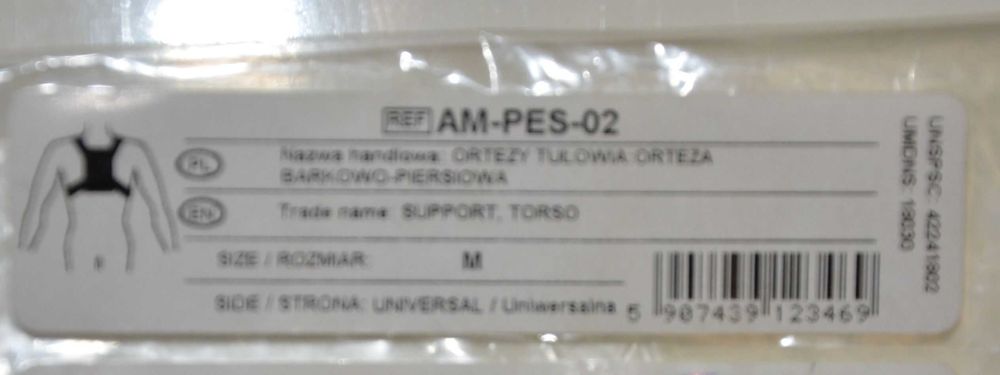 REF AM-PES-02
PL Nazwa handlowa: ORTEZY TUŁOWIA ORTEZA
BARKOWO-PIERSIOWA
EN Trade name: SUPPORT, TORSO
SIZE / ROZMIAR: M
SIDE / STRONA: UNIVERSAL / Uniwersalna
5 907439 123469
UNSPSC: 42241802
UMDNS: 18030